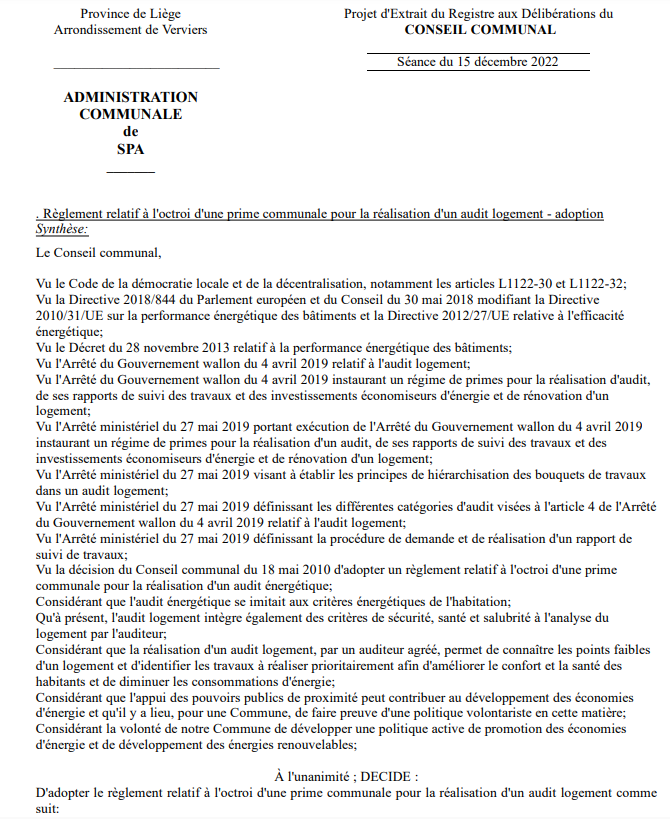 Province de Liège
Arrondissement de Verviers
Projet d'Extrait du Registre aux Délibérations du
CONSEIL COMMUNAL
Séance du 15 décembre 2022
ADMINISTRATION
COMMUNALE
de
SPA
. Règlement relatif à l'octroi d'une prime communale pour la réalisation d'un audit logement - adoption
Synthèse:
Le Conseil communal,
Vu le Code de la démocratie locale et de la décentralisation, notamment les articles L1122-30 et L1122-32;
Vu la Directive 2018/844 du Parlement européen et du Conseil du 30 mai 2018 modifiant la Directive
2010/31/UE sur la performance énergétique des bâtiments et la Directive 2012/27/UE relative à l'efficacité
énergétique;
Vu le Décret du 28 novembre 2013 relatif à la performance énergétique des bâtiments;
Vu l'Arrêté du Gouvernement wallon du 4 avril 2019 relatif à l'audit logement;
Vu l'Arrêté du Gouvernement wallon du 4 avril 2019 instaurant un régime de primes pour la réalisation d'audit,
de ses rapports de suivi des travaux et des investissements économiseurs d'énergie et de rénovation d'un
logement;
Vu l'Arrêté ministériel du 27 mai 2019 portant exécution de l'Arrêté du Gouvernement wallon du 4 avril 2019
instaurant un régime de primes pour la réalisation d'un audit, de ses rapports de suivi des travaux et des
investissements économiseurs d'énergie et de rénovation d'un logement;
Vu l'Arrêté ministériel du 27 mai 2019 visant à établir les principes de hiérarchisation des bouquets de travaux
dans un audit logement;
Vu l'Arrêté ministériel du 27 mai 2019 définissant les différentes catégories d'audit visées à l'article 4 de l'Arrêté
du Gouvernement wallon du 4 avril 2019 relatif à l'audit logement;
Vu l'Arrêté ministériel du 27 mai 2019 définissant la procédure de demande et de réalisation d'un rapport de
suivi de travaux;
Vu la décision du Conseil communal du 18 mai 2010 d'adopter un règlement relatif à l'octroi d'une prime
communale pour la réalisation d'un audit énergétique;
Considérant que l'audit énergétique se imitait aux critères énergétiques de l'habitation;
Qu'à présent, l'audit logement intègre également des critères de sécurité, santé et salubrité à l'analyse du
logement par l'auditeur;
Considérant que la réalisation d'un audit logement, par un auditeur agréé, permet de connaître les points faibles
d'un logement et d'identifier les travaux à réaliser prioritairement afin d'améliorer le confort et la santé des
habitants et de diminuer les consommations d'énergie;
Considérant que l'appui des pouvoirs publics de proximité peut contribuer au développement des économies
d'énergie et qu'il y a lieu, pour une Commune, de faire preuve d'une politique volontariste en cette matière;
Considérant la volonté de notre Commune de développer une politique active de promotion des économies
d'énergie et de développement des énergies renouvelables;
À l'unanimité ; DECIDE :
D'adopter le règlement relatif à l'octroi d'une prime communale pour la réalisation d'un audit logement comme
suit: